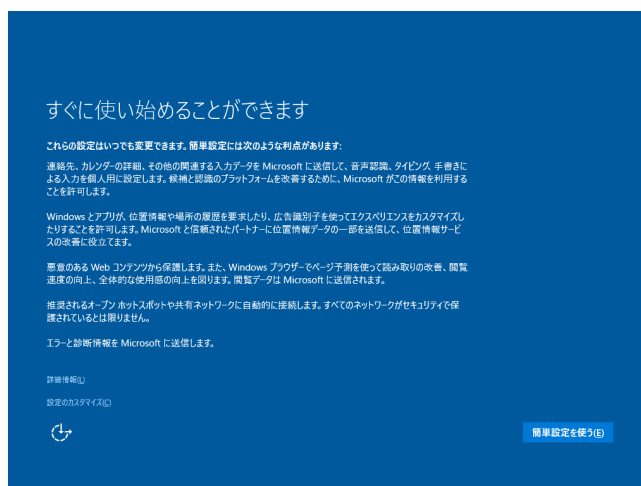 すぐに使い始めることができます
これらの設定はいつでも変更できます。簡単設定には次のような利点があります:
連絡先、カレンダーの詳細、その他の関連する入力データを Microsoft に送信して、音声認識、タイピング、手書きに
よる入力を個人用に設定します。候補と認識のプラットフォームを改善するために、Microsoft がこの情報を利用する
ことを許可します。
Windows とアプリが、位置情報や場所の履歴を要求したり、広告識別子を使ってエクスペリエンスをカスタマイズし
たりすることを許可します。Microsoft と信頼されたパートナーに位置情報データの一部を送信して、位置情報サービ
スの改善に役立てます。
悪意のある Web コンテンツから保護します。また、Windows ブラウザーでページ予測を使って読み取りの改善、閲覧
速度の向上、全体的な使用感の向上を図ります。閲覧データは Microsoft に送信されます。
推奨されるオープン ホットスポットや共有ネットワークに自動的に接続します。すべてのネットワークがセキュリティで保
護されているとは限りません。
エラーと診断情報を Microsoft に送信します。
詳細情報(L)
設定のカスタマイズ(C)
簡単設定を使う(E)